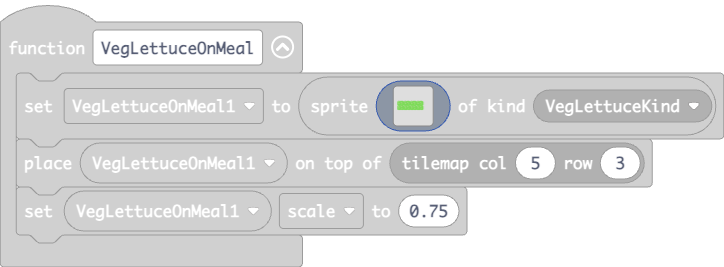 function VegLettuceOnMeal
set VegLettuceOnMeal1 to sprite of kind VegLettuceKind
place VegLettuceOnMeal1 on top of tilemap col 5 row 3
set VegLettuceOnMeal1 scale to 0.75